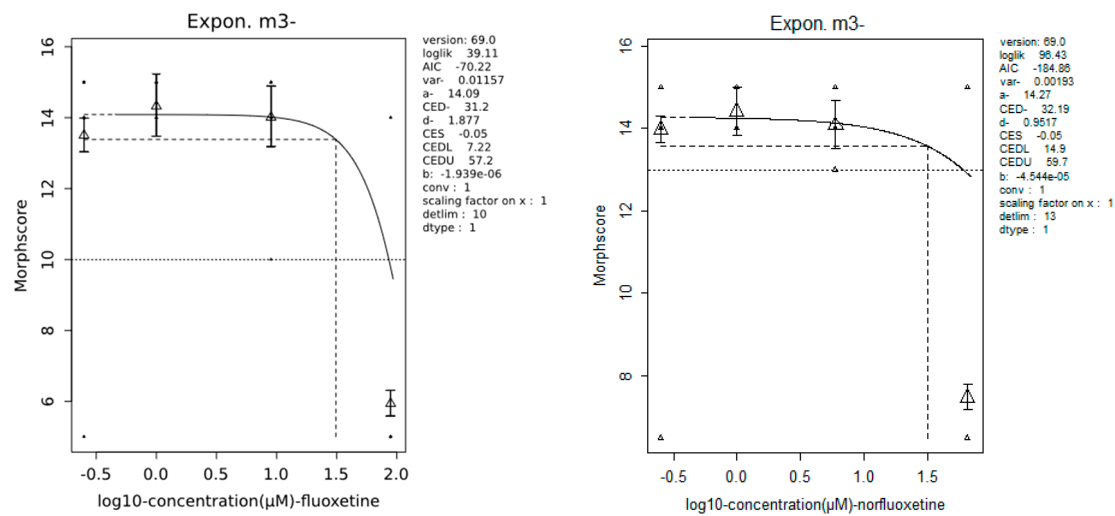 Expon. m3-
version: 69.0
loglik 39.11
AIC -70.22
var- 0.01157
a- 14.09
CED- 31.2
d- 1.877
CES -0.05
CEDL 7.22
CEDU 57.2
b: -1.939e-06
conv : 1
scaling factor on x : 1
detlim : 10
dtype : 1
Morphscore
16
14
12
10
8
6
-0.5 0.0 0.5 1.0 1.5 2.0
log10-concentration(µM)-fluoxetine
Expon. m3-
version: 69.0
loglik 96.43
AIC -184.86
var- 0.00193
a- 14.27
CED- 32.19
d- 0.9517
CES -0.05
CEDL 14.9
CEDU 59.7
b: -4.544e-05
conv : 1
scaling factor on x : 1
detlim : 13
dtype : 1
Morphscore
16
14
12
10
8
-0.5 0.0 0.5 1.0 1.5
log10-concentration(µM)-norfluoxetine